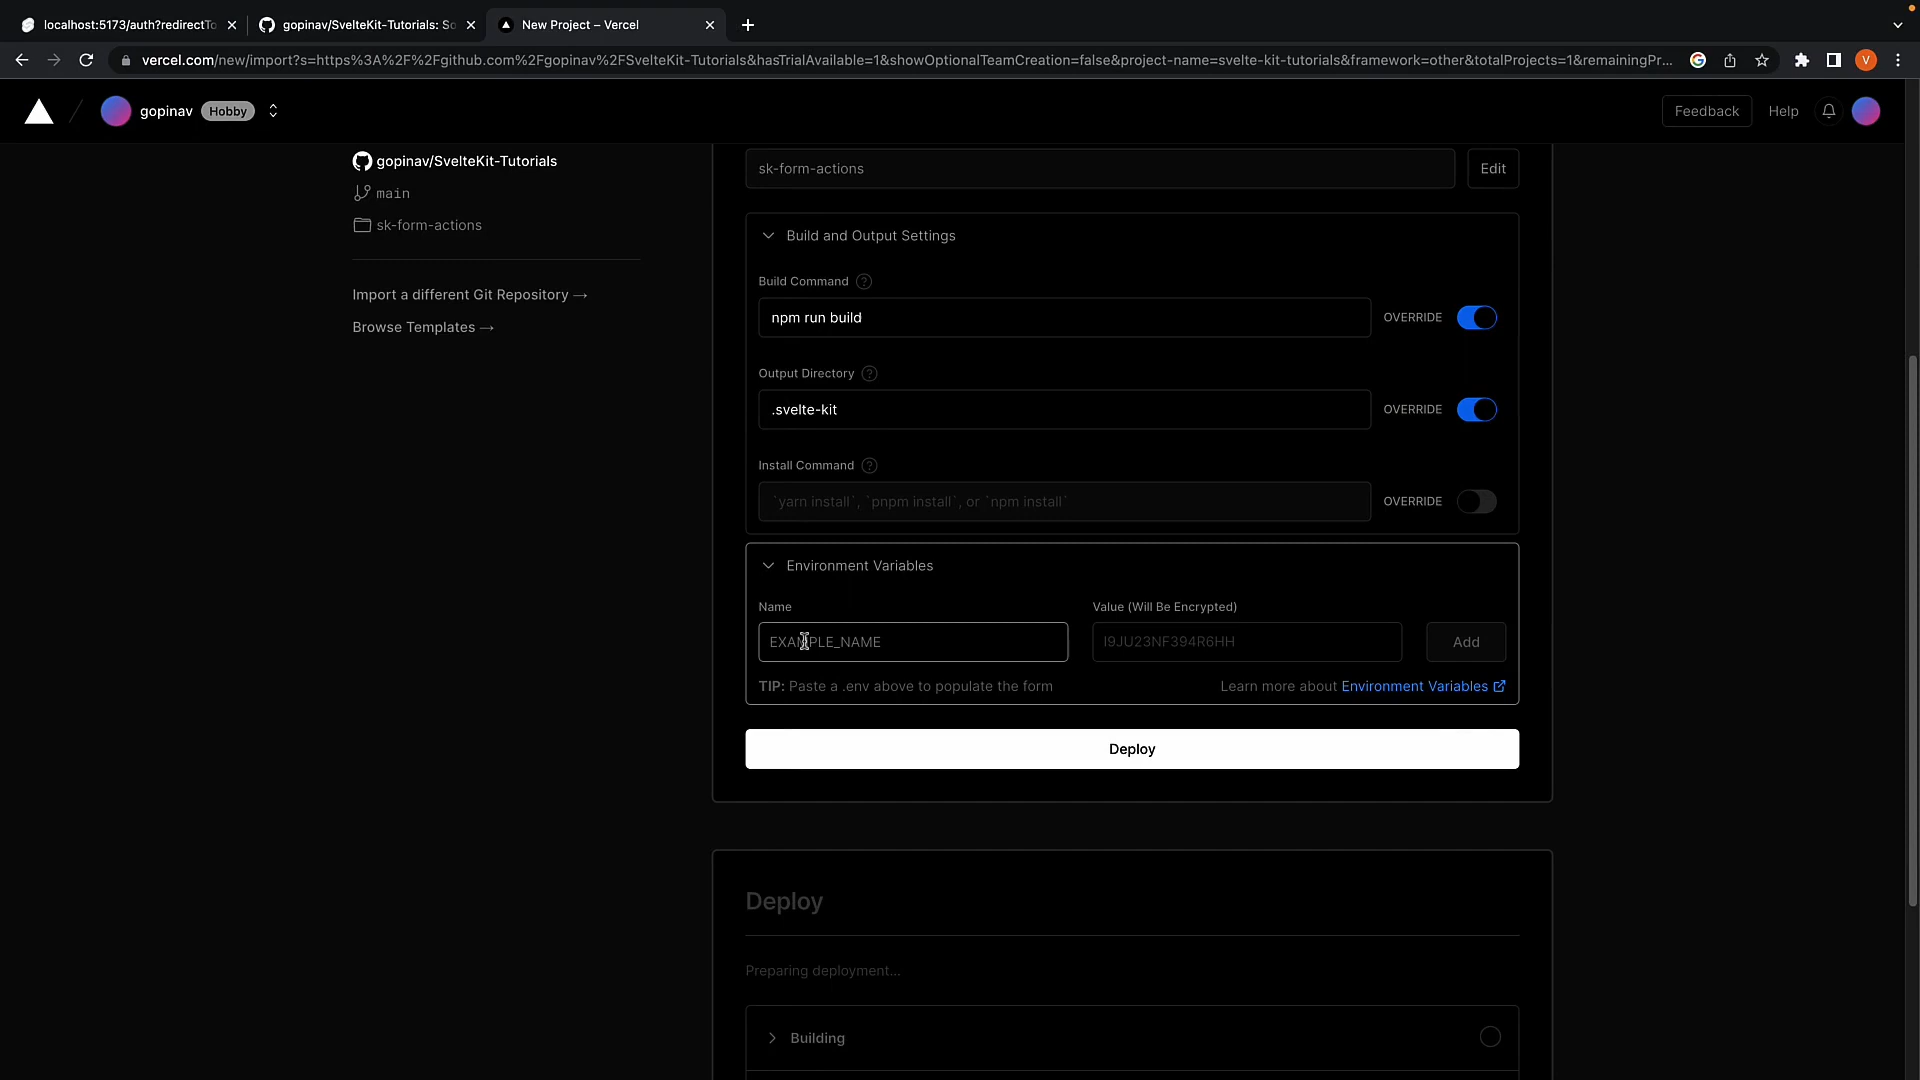 localhost:5173/auth?redirectTo
gopinav/SvelteKit-Tutorials: So
New Project – Vercel
vercel.com/new/import?s=https%3A%2F%2Fgithub.com%2Fgopinav%2FSvelteKit-Tutorials&hasTrialAvailable=1&showOptionalTeamCreation=false&project-name=svelte-kit-tutorials&framework=other&totalProjects=1&remainingPr...
V
gopinav
Hobby
Feedback
Help
gopinav/SvelteKit-Tutorials
main
sk-form-actions
Import a different Git Repository →
Browse Templates →
sk-form-actions
Edit
Build and Output Settings
Build Command ?
npm run build
OVERRIDE
Output Directory ?
.svelte-kit
OVERRIDE
Install Command ?
`yarn install`, `pnpm install`, or `npm install`
OVERRIDE
Environment Variables
Name
Value (Will Be Encrypted)
EXAMPLE_NAME
I9JU23NF394R6HH
Add
TIP: Paste a .env above to populate the form
Learn more about Environment Variables
Deploy
Deploy
Preparing deployment...
Building